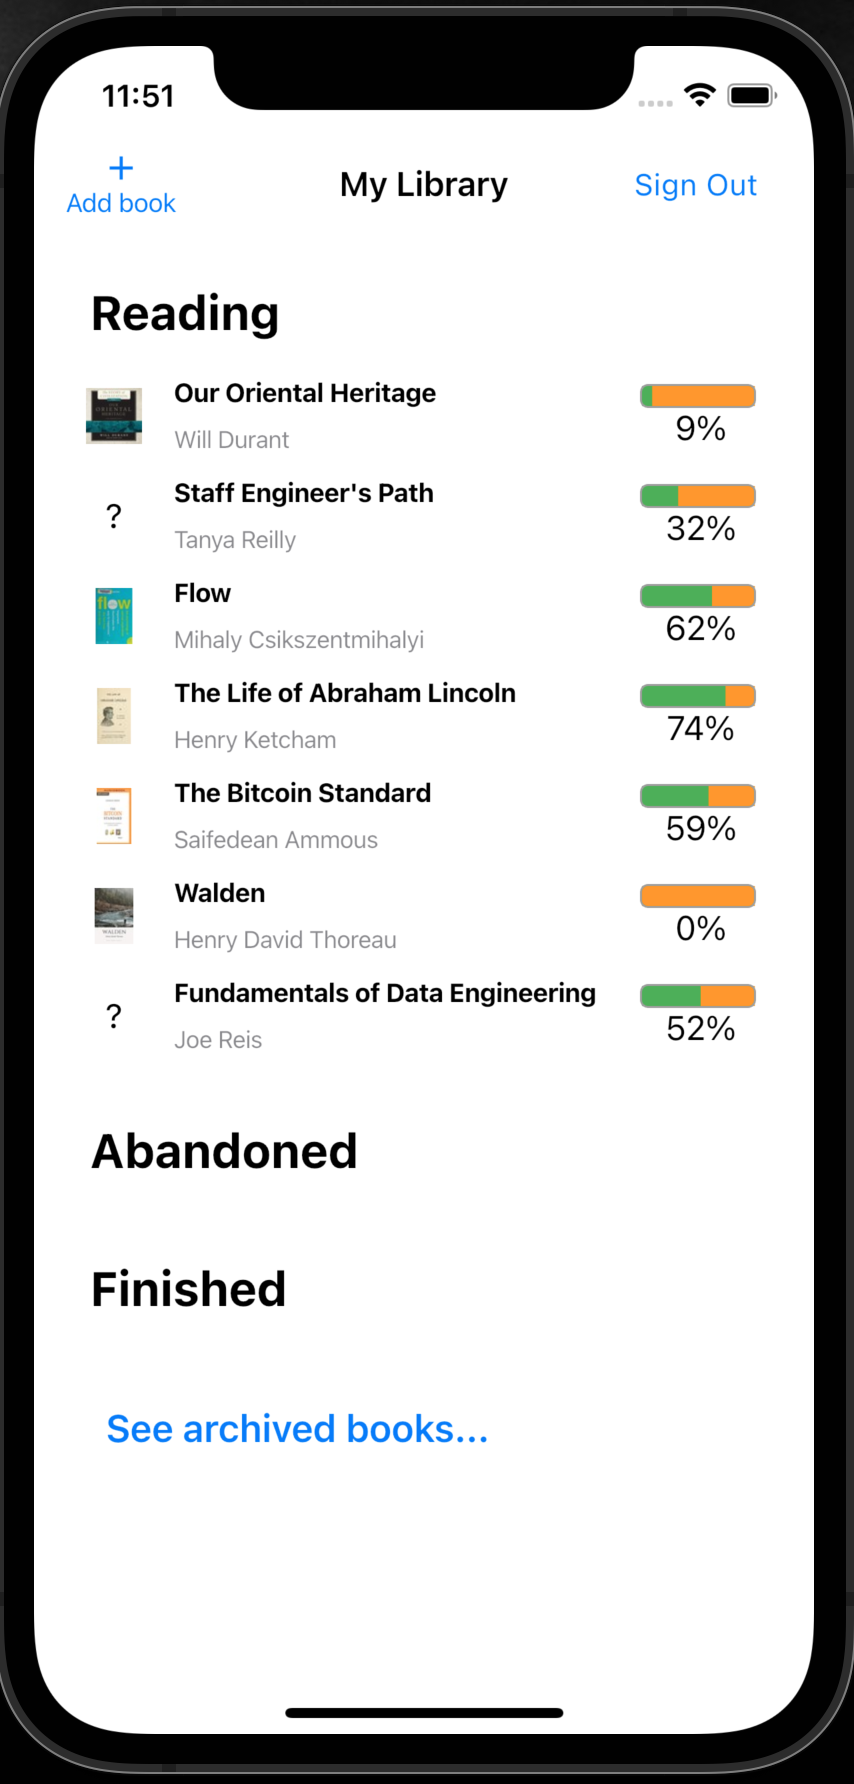 11:51
+
Add book
My Library
Sign Out
Reading
Our Oriental Heritage
Will Durant
9%
?
Staff Engineer's Path
Tanya Reilly
32%
flow
Flow
Mihaly Csikszentmihalyi
62%
The Life of Abraham Lincoln
Henry Ketcham
74%
The Bitcoin Standard
Saifedean Ammous
59%
WALDEN
Walden
Henry David Thoreau
0%
?
Fundamentals of Data Engineering
Joe Reis
52%
Abandoned
Finished
See archived books...